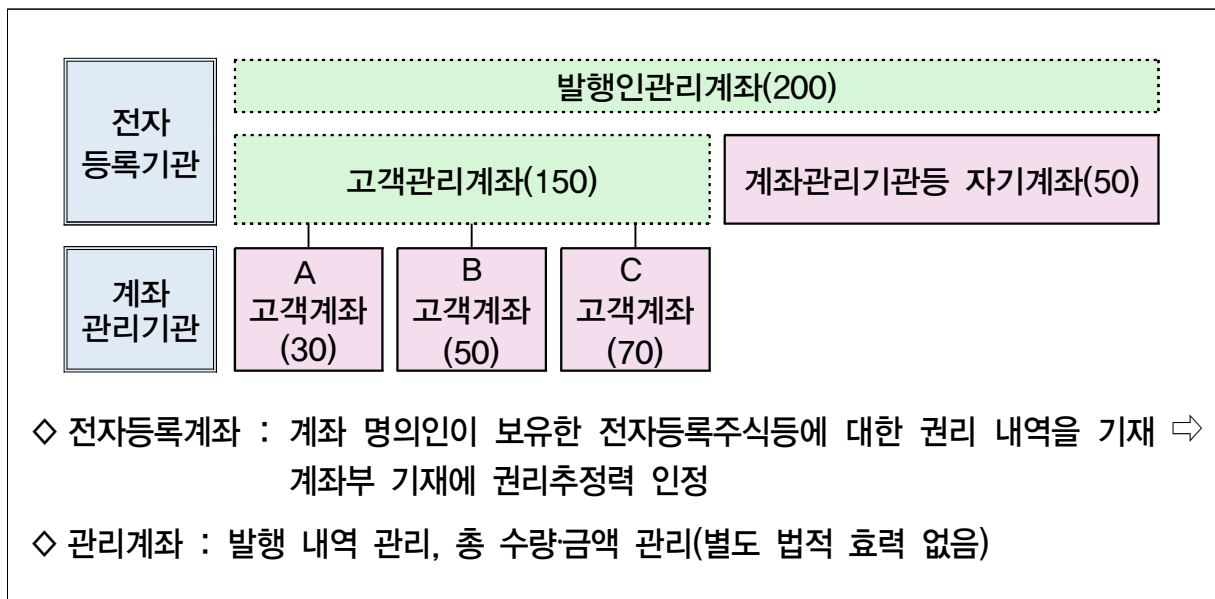 전자
등록기관
발행인관리계좌(200)
고객관리계좌(150)
계좌관리기관등 자기계좌(50)
계좌
관리기관
A
고객계좌
(30)
B
고객계좌
(50)
C
고객계좌
(70)
◇ 전자등록계좌 : 계좌 명의인이 보유한 전자등록주식등에 대한 권리 내역을 기재 ⇨
계좌부 기재에 권리추정력 인정
◇ 관리계좌 : 발행 내역 관리, 총 수량·금액 관리(별도 법적 효력 없음)